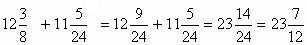 12 3/8 + 11 5/24 = 12 9/24 + 11 5/24 = 23 14/24 = 23 7/12